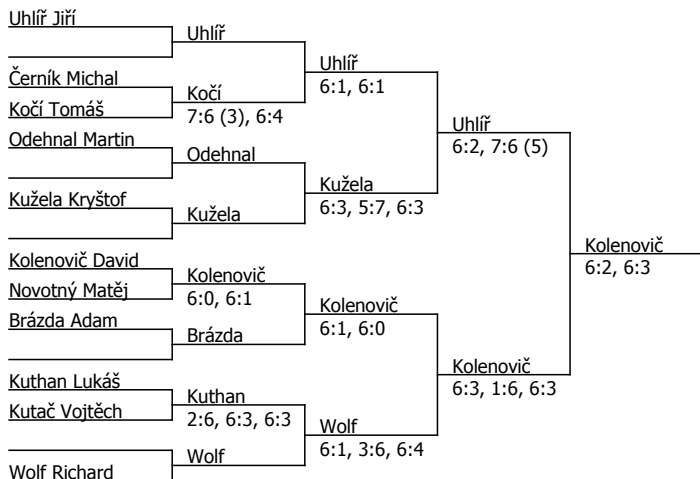 Uhlíř Jiří
Černík Michal
Kočí Tomáš
Odehnal Martin
Kužela Kryštof
Kolenovič David
Novotný Matěj
Brázda Adam
Kuthan Lukáš
Kutač Vojtěch
Wolf Richard
Uhlíř
Kočí
7:6 (3), 6:4
Odehnal
Kužela
Kolenovič
6:0, 6:1
Brázda
Kuthan
2:6, 6:3, 6:3
Wolf
Uhlíř
6:1, 6:1
Kužela
6:3, 5:7, 6:3
Kolenovič
6:1, 6:0
Wolf
6:1, 3:6, 6:4
Uhlíř
6:2, 7:6 (5)
Kolenovič
6:3, 1:6, 6:3
Kolenovič
6:2, 6:3